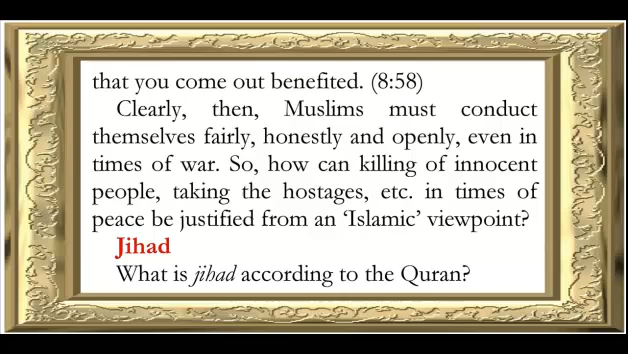 that you come out benefited. (8:58)
Clearly, then, Muslims must conduct
themselves fairly, honestly and openly, even in
times of war. So, how can killing of innocent
people, taking the hostages, etc. in times of
peace be justified from an ‘Islamic’ viewpoint?
Jihad
What is jihad according to the Quran?